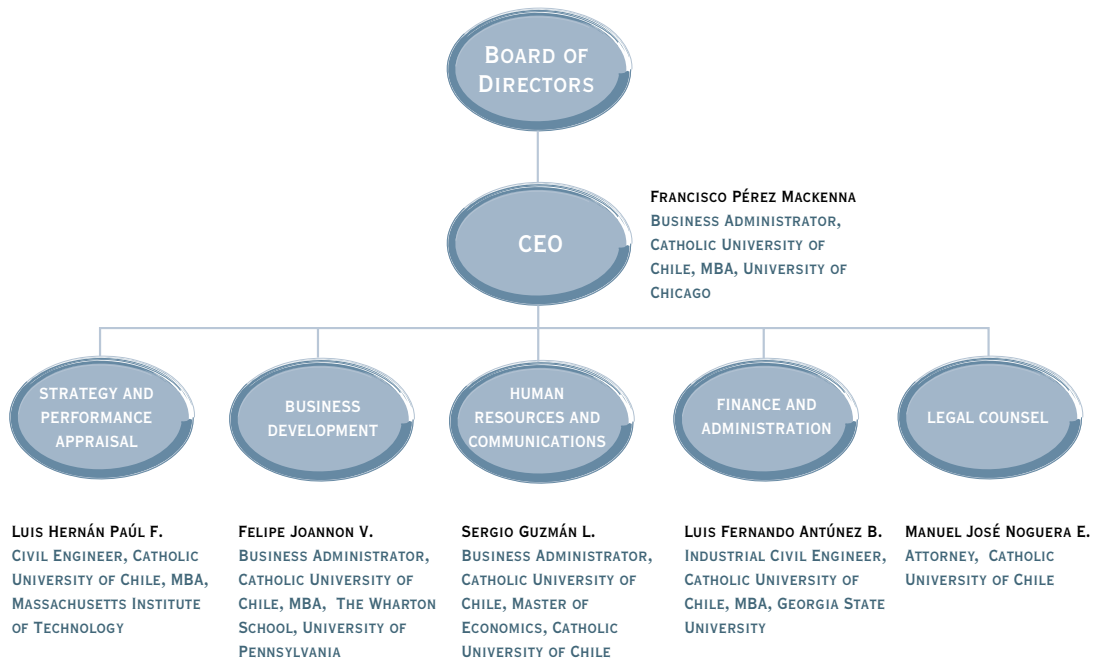 Board of
Directors
CEO
Francisco Pérez Mackenna
Business Administrator,
Catholic University of
Chile, MBA, University of
Chicago
STRATEGY AND
PERFORMANCE
APPRAISAL
BUSINESS
DEVELOPMENT
HUMAN
RESOURCES AND
COMMUNICATIONS
FINANCE AND
ADMINISTRATION
LEGAL COUNSEL
Luis Hernán Paúl F.
Civil Engineer, Catholic
University of Chile, MBA,
Massachusetts Institute
of Technology
Felipe Joannon V.
Business Administrator,
Catholic University of
Chile, MBA, The Wharton
School, University of
Pennsylvania
Sergio Guzmán L.
Business Administrator,
Catholic University of
Chile, Master of
Economics, Catholic
University of Chile
Luis Fernando Antúnez B.
Industrial Civil Engineer,
Catholic University of
Chile, MBA, Georgia State
University
Manuel José Noguera E.
Attorney, Catholic
University of Chile